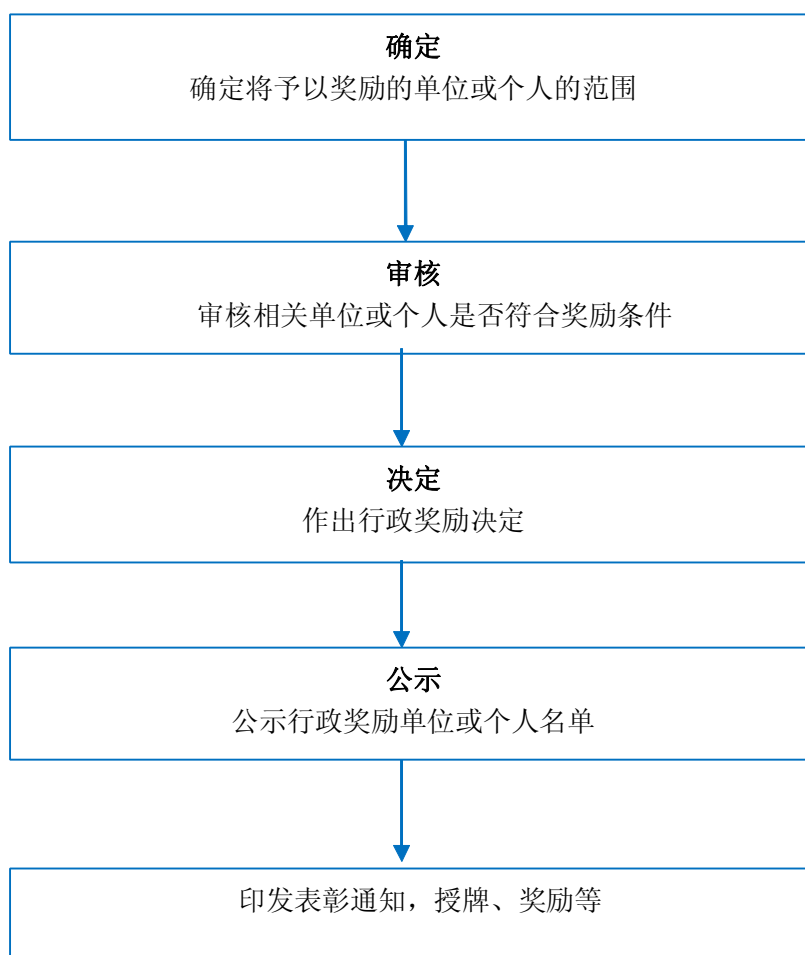 确定
确定将予以奖励的单位或个人的范围
审核
审核相关单位或个人是否符合奖励条件
决定
作出行政奖励决定
公示
公示行政奖励单位或个人名单
印发表彰通知，授牌、奖励等